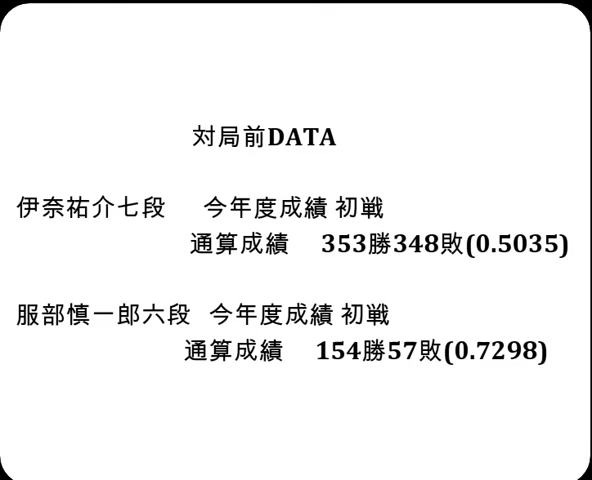 対局前DATA
伊奈祐介七段 今年度成績 初戦
通算成績 353勝348敗(0.5035)
服部慎一郎六段 今年度成績 初戦
通算成績 154勝57敗(0.7298)